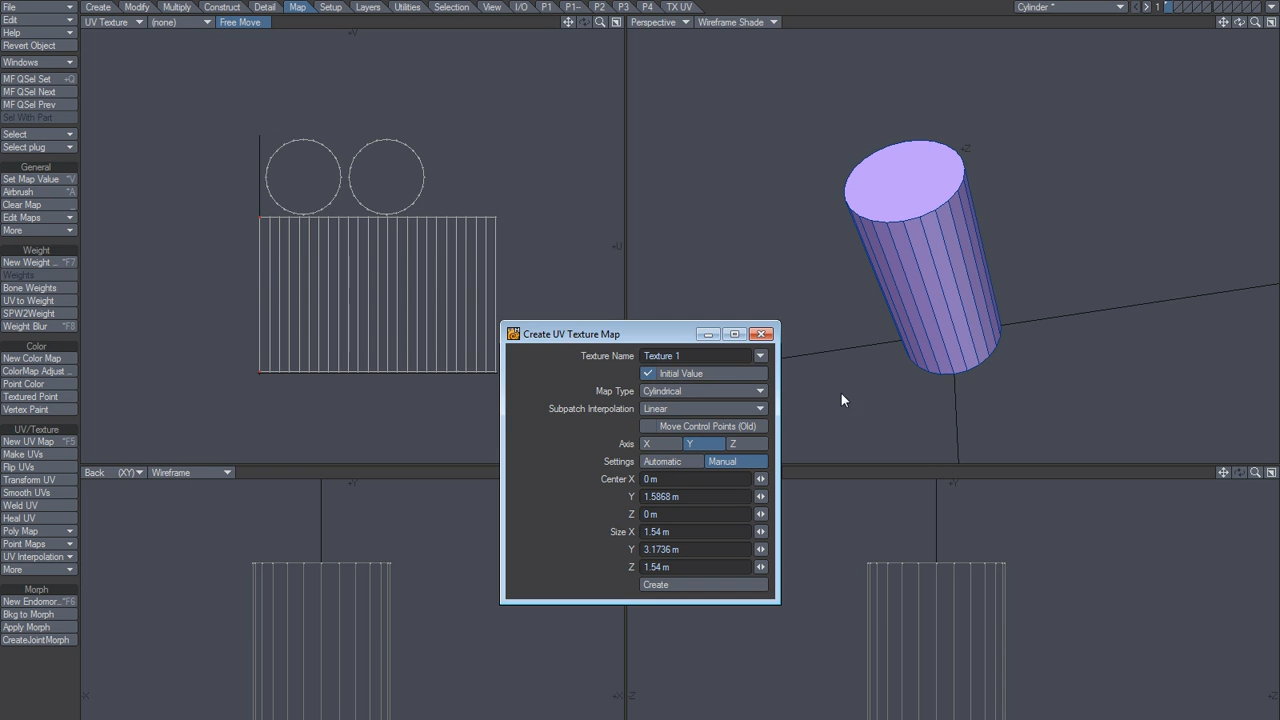 File Create Modify Multiply Construct Detail Map Setup Layers Utilities Selection View I/O P1 P1-- P2 P3 P4 TX UV Cylinder * 1
Edit UV Texture (none) Free Move Perspective Wireframe Shade
Help
Revert Object
Windows
MF QSel Set +Q
MF QSel Next
MF QSel Prev
Sel With Part
Select
Select plug
General
Set Map Value ^V
Airbrush ^A
Clear Map _
Edit Maps
More
Weight
New Weight ... ^F7
Weights
Bone Weights
UV to Weight
SPW2Weight
Weight Blur ^F8
Color
New Color Map
ColorMap Adjust ...
Point Color
Textured Point
Vertex Paint
UV/Texture
New UV Map ^F5
Make UVs
Flip UVs
Transform UV
Smooth UVs
Weld UV
Heal UV
Poly Map
Point Maps
UV Interpolation
More
Morph
New Endomor... ^F6
Bkg to Morph
Apply Morph
CreateJointMorph
+V
+U
+Z
Create UV Texture Map
Texture Name Texture 1
Initial Value
Map Type Cylindrical
Subpatch Interpolation Linear
Move Control Points (Old)
Axis X Y Z
Settings Automatic Manual
Center X 0 m
Y 1.5868 m
Z 0 m
Size X 1.54 m
Y 3.1736 m
Z 1.54 m
Create
Back (XY) Wireframe
+Y
+Y
-X
+X
-Z
+Z